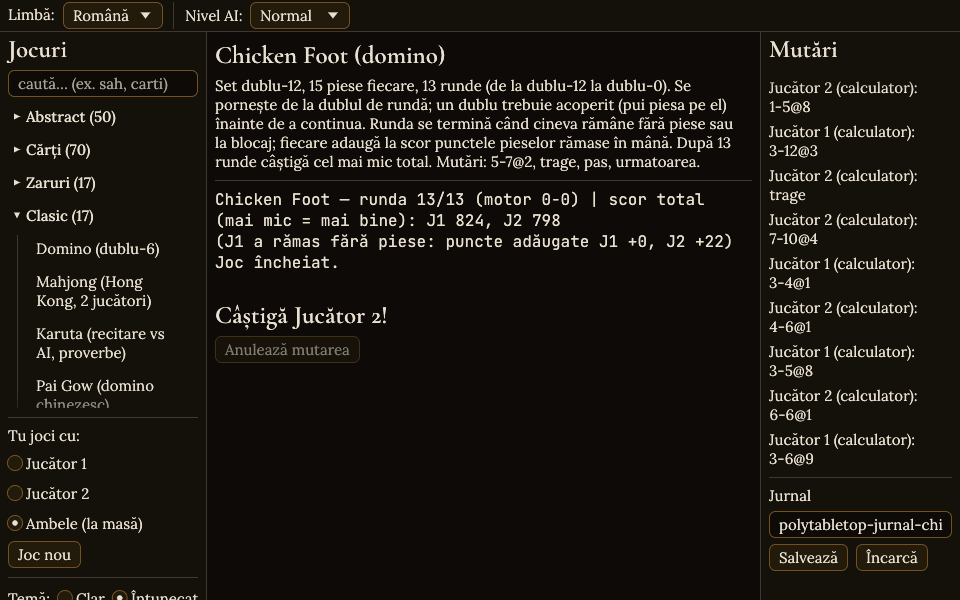 Limbă:
Română
Nivel AI:
Normal
Jocuri
caută... (ex. sah, carti)
Abstract (50)
Cărți (70)
Zaruri (17)
Clasic (17)
Domino (dublu-6)
Mahjong (Hong
Kong, 2 jucători)
Karuta (recitare vs
AI, proverbe)
Pai Gow (domino
chinezesc)
Tu joci cu:
Jucător 1
Jucător 2
Ambele (la masă)
Joc nou
Temă:
Clar
Întunecat
Chicken Foot (domino)
Set dublu-12, 15 piese fiecare, 13 runde (de la dublu-12 la dublu-0). Se
pornește de la dublul de rundă; un dublu trebuie acoperit (pui piesa pe el)
înainte de a continua. Runda se termină când cineva rămâne fără piese sau
la blocaj; fiecare adaugă la scor punctele pieselor rămase în mână. După 13
runde câștigă cel mai mic total. Mutări: 5-7@2, trage, pas, urmatoarea.
Chicken Foot — runda 13/13 (motor 0-0) | scor total
(mai mic = mai bine): J1 824, J2 798
(J1 a rămas fără piese: puncte adăugate J1 +0, J2 +22)
Joc încheiat.
Câștigă Jucător 2!
Anulează mutarea
Mutări
Jucător 2 (calculator):
1-5@8
Jucător 1 (calculator):
3-12@3
Jucător 2 (calculator):
trage
Jucător 2 (calculator):
7-10@4
Jucător 1 (calculator):
3-4@1
Jucător 2 (calculator):
4-6@1
Jucător 1 (calculator):
3-5@8
Jucător 2 (calculator):
6-6@1
Jucător 1 (calculator):
3-6@9
Jurnal
polytabletop-jurnal-chi
Salvează
Încarcă